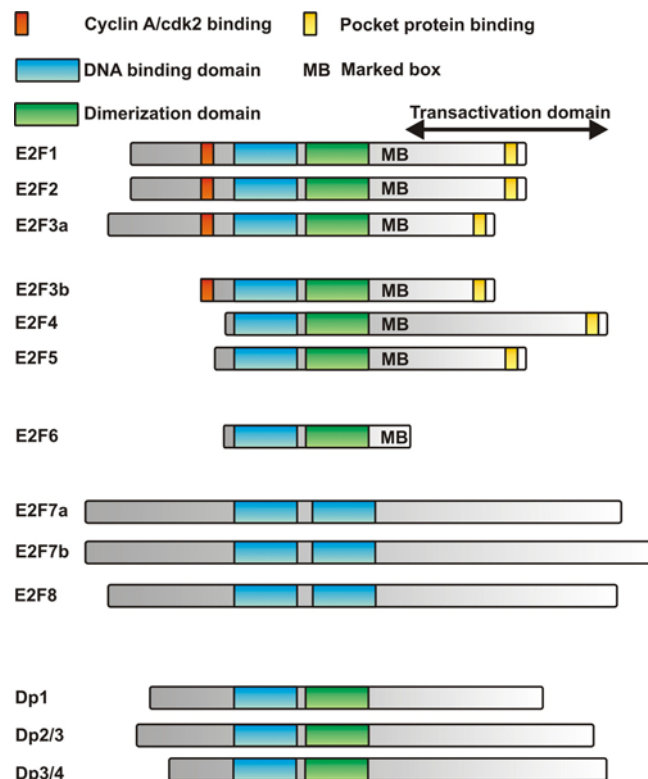 Cyclin A/cdk2 binding
Pocket protein binding
DNA binding domain
MB Marked box
Dimerization domain
Transactivation domain
E2F1
MB
E2F2
MB
E2F3a
MB
E2F3b
MB
E2F4
MB
E2F5
MB
E2F6
MB
E2F7a
E2F7b
E2F8
Dp1
Dp2/3
Dp3/4